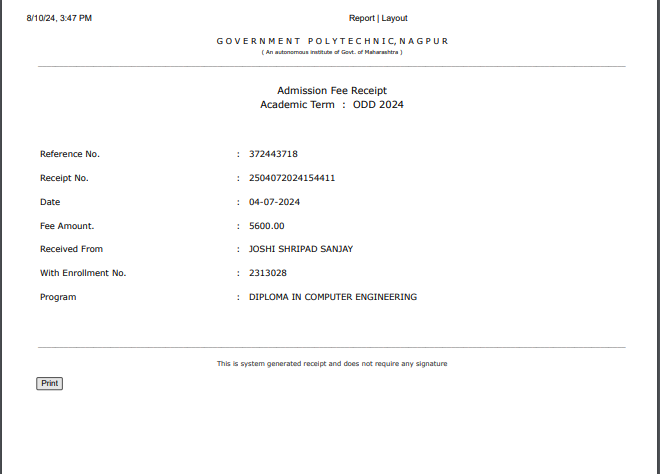 8/10/24, 3:47 PM Report | Layout
GOVERNMENT POLYTECHNIC,NAGPUR
( An autonomous institute of Govt. of Maharashtra )
Admission Fee Receipt
Academic Term : ODD 2024
Reference No. : 372443718
Receipt No. : 2504072024154411
Date : 04-07-2024
Fee Amount. : 5600.00
Received From : JOSHI SHRIPAD SANJAY
With Enrollment No. : 2313028
Program : DIPLOMA IN COMPUTER ENGINEERING
This is system generated receipt and does not require any signature
Print